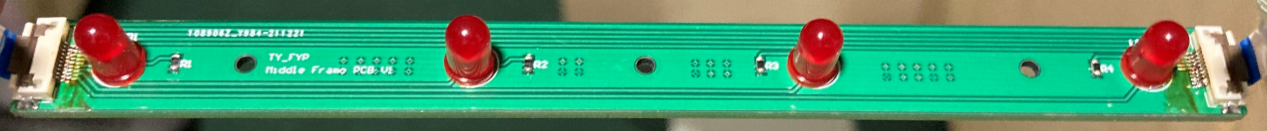 TY_FYP
Middle Frame PCB V1
R1
R2
R3
R4